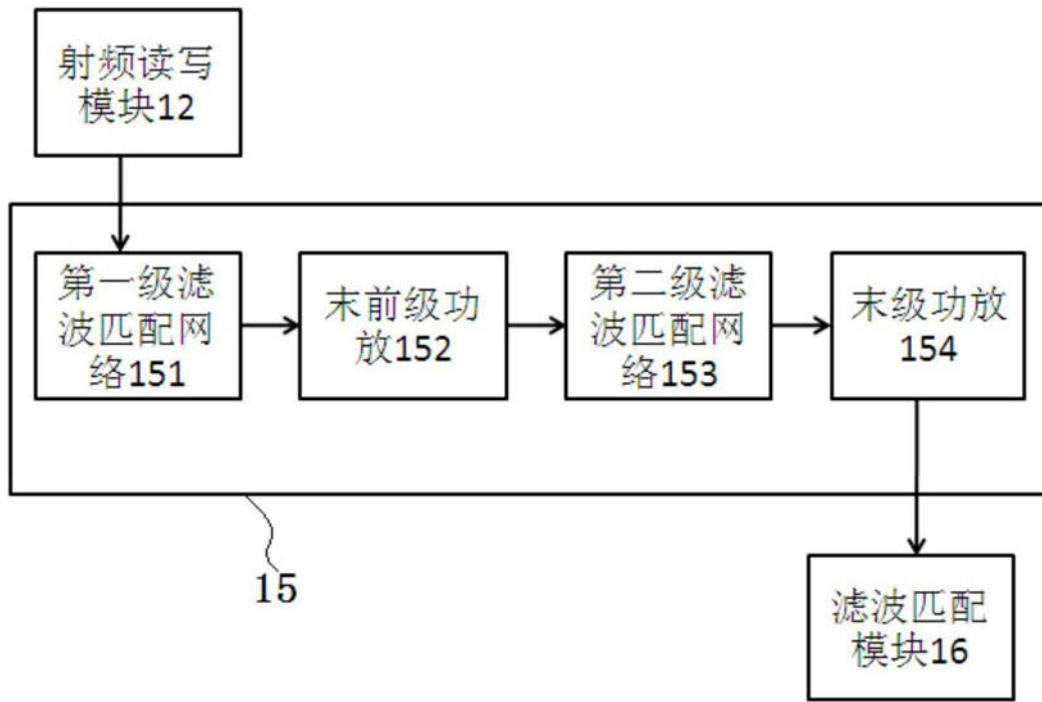 射频读写
模块12
第一级滤
波匹配网
络151
末前级功
放152
第二级滤
波匹配网
络153
末级功放
154
15
滤波匹配
模块16